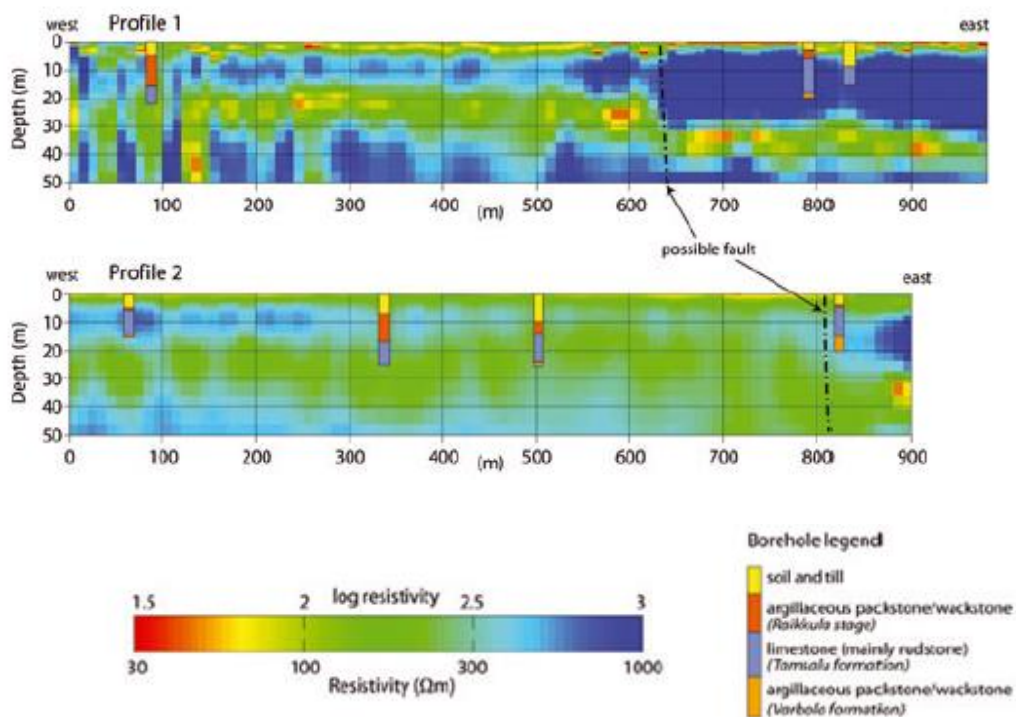 west Profile 1 east
Depth (m)
0
10
20
30
40
50
0 100 200 300 400 500 600 700 800 900
(m)
possible fault
west Profile 2 east
Depth (m)
0
10
20
30
40
50
0 100 200 300 400 500 600 700 800 900
(m)
log resistivity
1.5 2 2.5 3
30 100 300 1000
Resistivity (Ωm)
Borehole legend
soil and till
argillaceous packstone/wackstone
(Raikkula stage)
limestone (mainly rudstone)
(Tamsalu formation)
argillaceous packstone/wackstone
(Varbola formation)